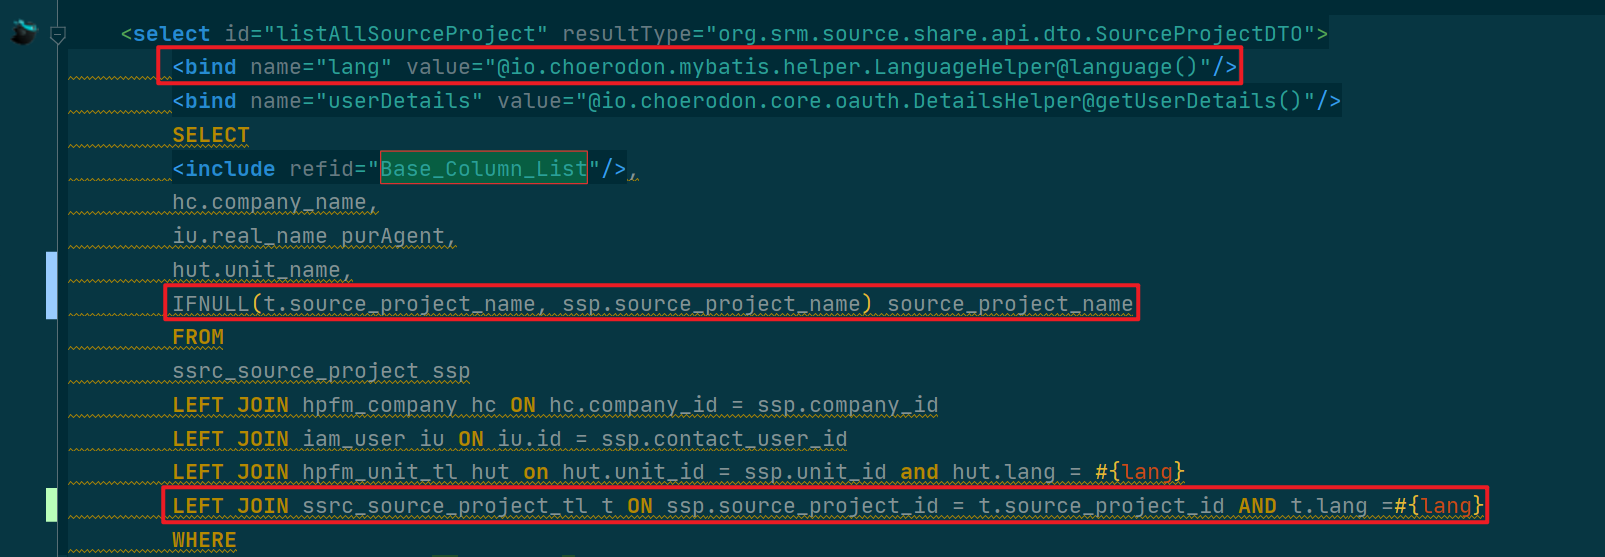 <select id="listAllSourceProject" resultType="org.srm.source.share.api.dto.SourceProjectDTO">
<bind name="lang" value="@io.choerodon.mybatis.helper.LanguageHelper@language()"/>
<bind name="userDetails" value="@io.choerodon.core.oauth.DetailsHelper@getUserDetails()"/>
SELECT
<include refid="Base_Column_List"/>,
hc.company_name,
iu.real_name purAgent,
hut.unit_name,
IFNULL(t.source_project_name, ssp.source_project_name) source_project_name
FROM
ssrc_source_project ssp
LEFT JOIN hpfm_company hc ON hc.company_id = ssp.company_id
LEFT JOIN iam_user iu ON iu.id = ssp.contact_user_id
LEFT JOIN hpfm_unit_tl hut on hut.unit_id = ssp.unit_id and hut.lang = #{lang}
LEFT JOIN ssrc_source_project_tl t ON ssp.source_project_id = t.source_project_id AND t.lang =#{lang}
WHERE